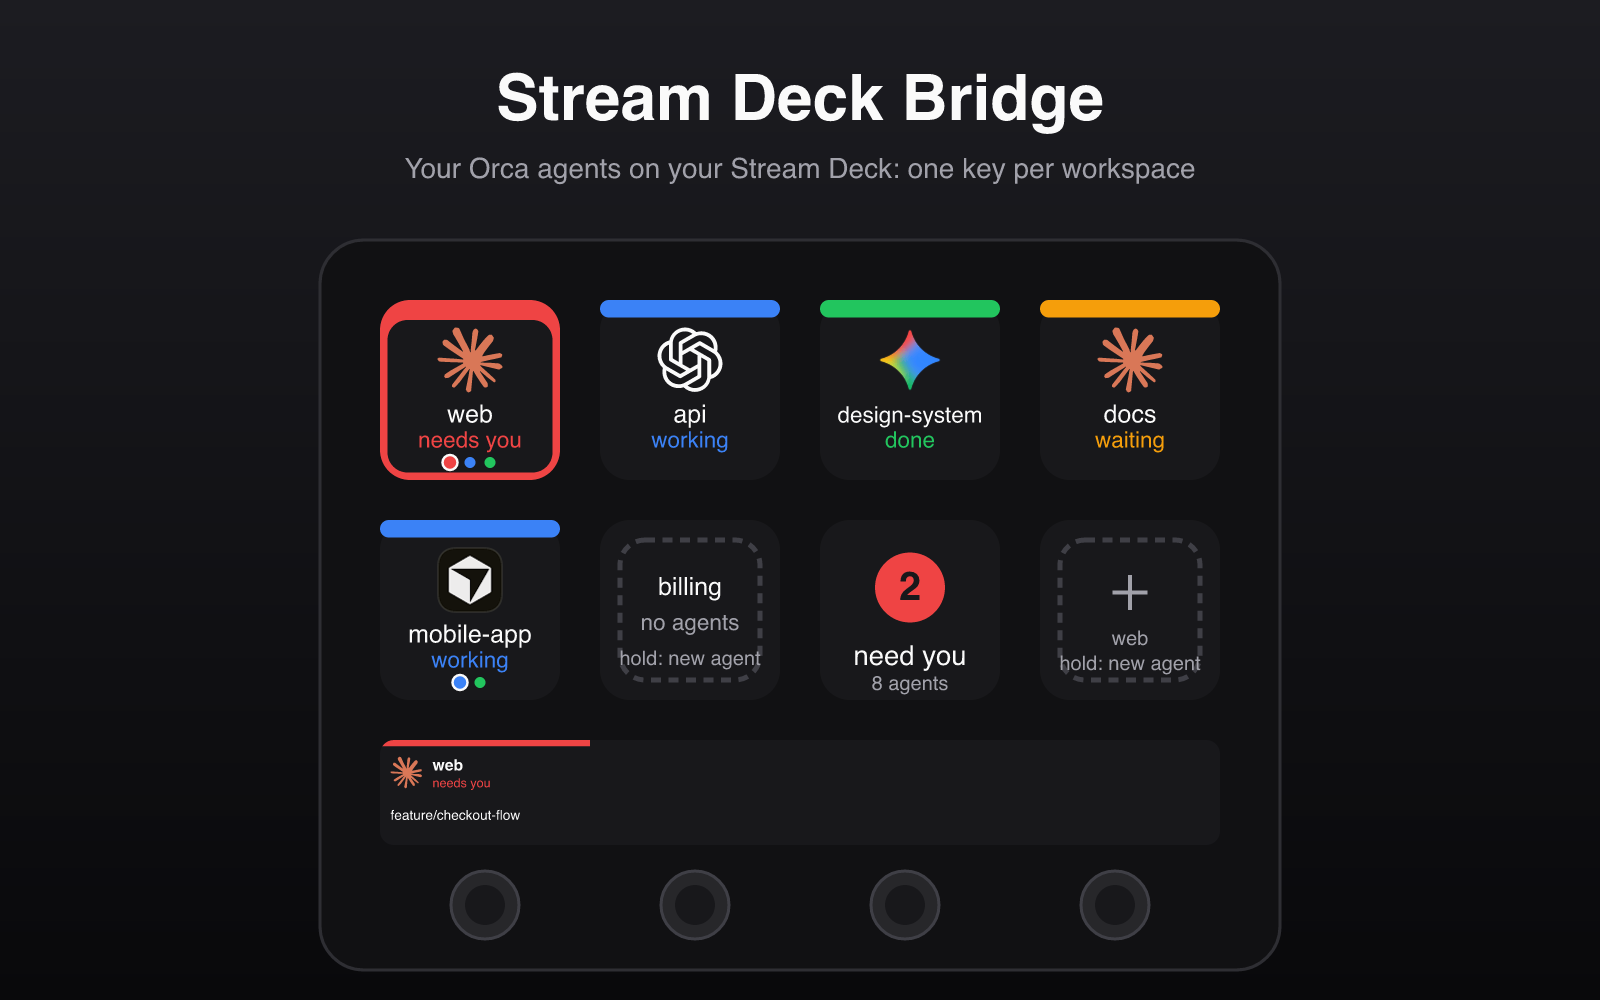 Stream Deck Bridge
Your Orca agents on your Stream Deck: one key per workspace
web
needs you
api
working
design-system
done
docs
waiting
mobile-app
working
billing
no agents
hold: new agent
2
need you
8 agents
+
web
hold: new agent
web
needs you
feature/checkout-flow